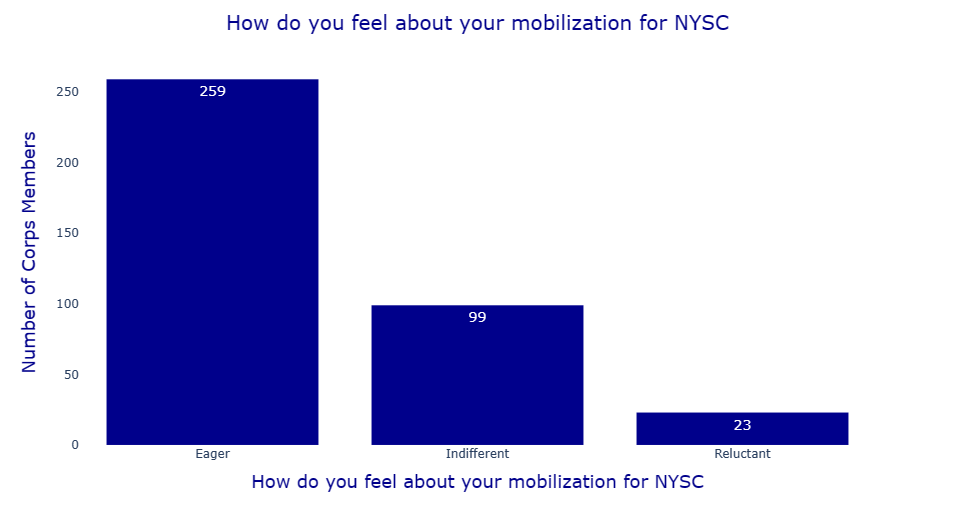 How do you feel about your mobilization for NYSC
259
250
200
150
100
50
0
99
23
Number of Corps Members
Eager
Indifferent
Reluctant
How do you feel about your mobilization for NYSC